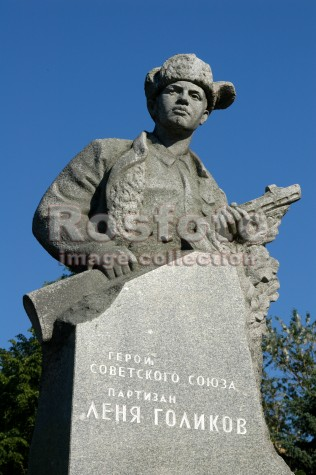 Rosfoto
image collection
ГЕРОЙ
СОВЕТСКОГО СОЮЗА
ПАРТИЗАН
ЛЕНЯ ГОЛИКОВ